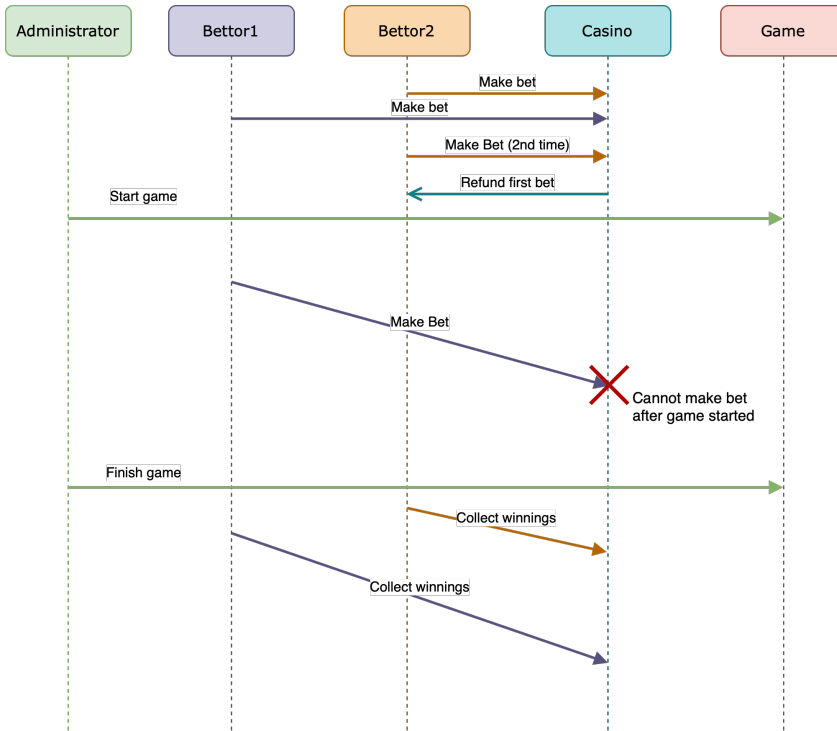 Administrator
Bettor1
Bettor2
Casino
Game
Make bet
Make bet
Make Bet (2nd time)
Refund first bet
Start game
Make Bet
Cannot make bet
after game started
Finish game
Collect winnings
Collect winnings